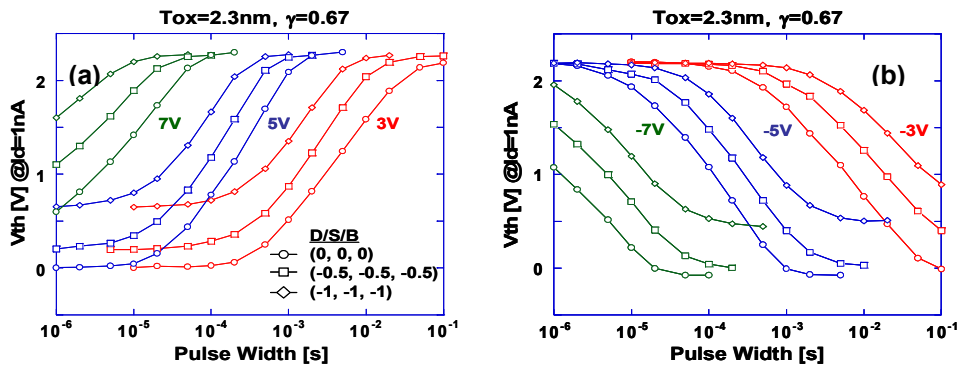 Tox=2.3nm, γ=0.67
Vth [V] @Id=1nA
2
1
0
(a)
7V
5V
3V
D/S/B
(0, 0, 0)
(-0.5, -0.5, -0.5)
(-1, -1, -1)
10⁻⁶ 10⁻⁵ 10⁻⁴ 10⁻³ 10⁻² 10⁻¹
Pulse Width [s]
Tox=2.3nm, γ=0.67
Vth [V] @Id=1nA
2
1
0
(b)
-7V
-5V
-3V
10⁻⁶ 10⁻⁵ 10⁻⁴ 10⁻³ 10⁻² 10⁻¹
Pulse Width [s]